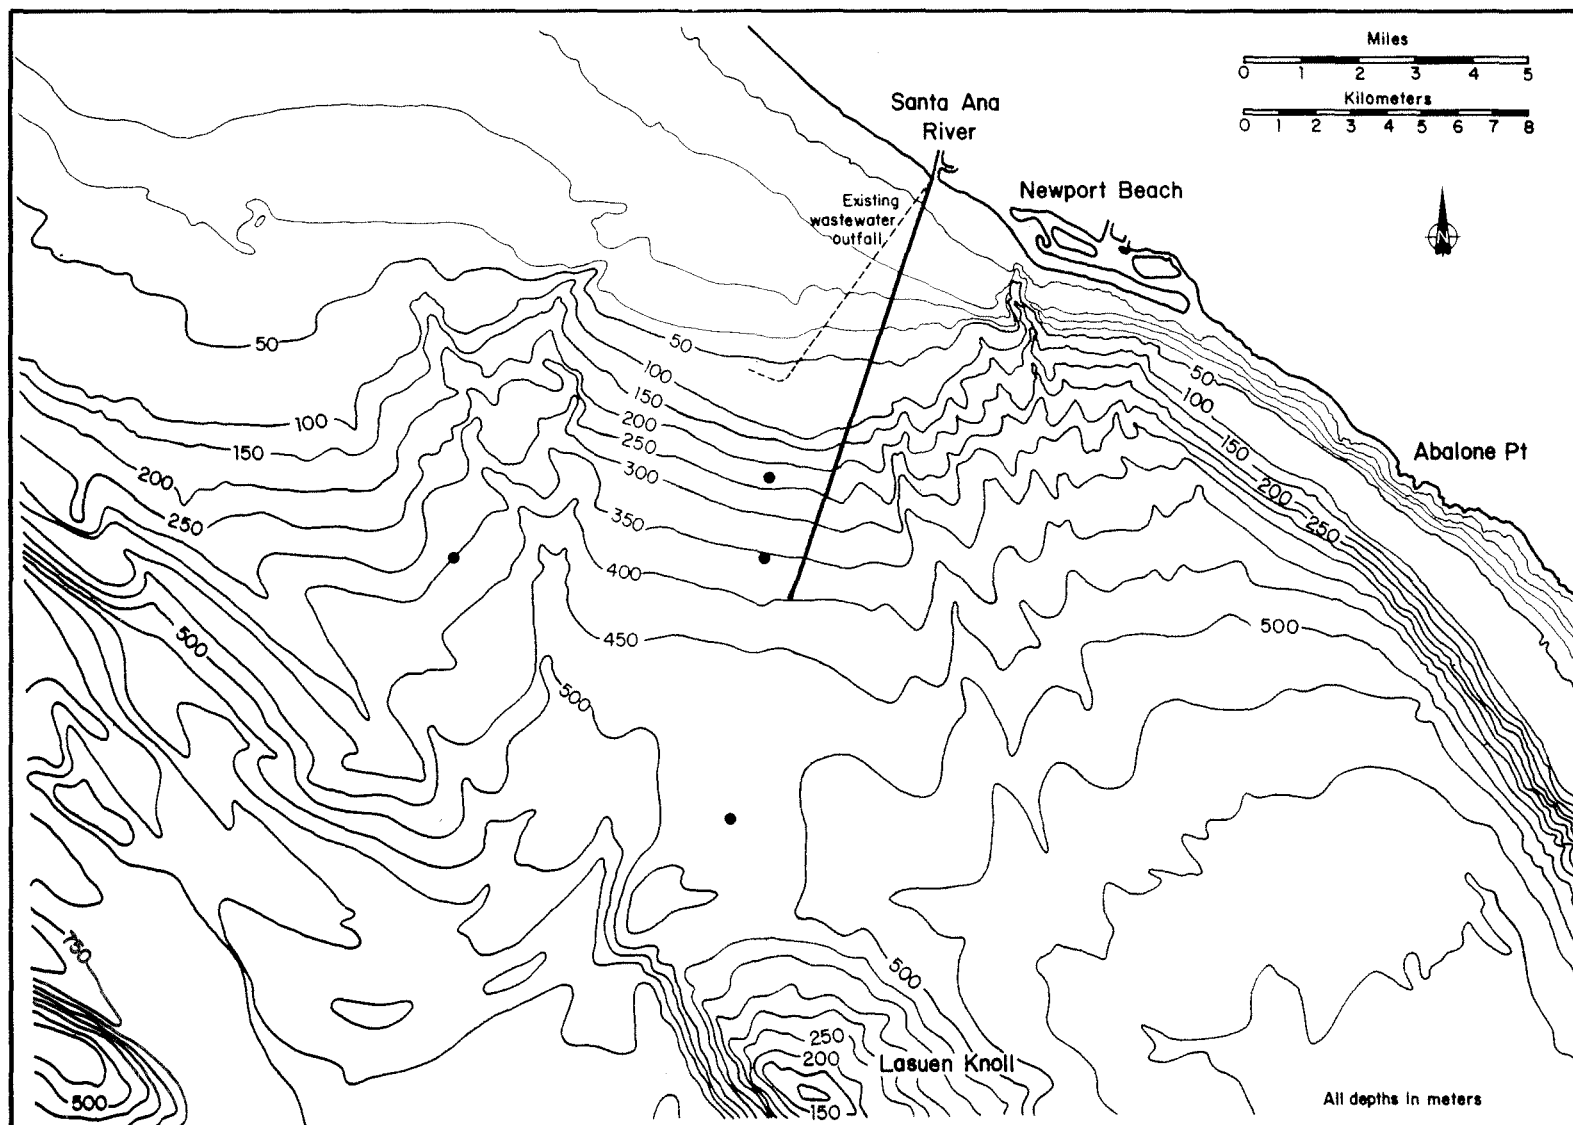 Miles
0 1 2 3 4 5
Kilometers
0 1 2 3 4 5 6 7 8
Santa Ana
River
Newport Beach
Existing
wastewater
outfall
N
50
50
50
100
100
100
150
150
150
200
200
200
250
250
250
300
350
400
450
500
500
500
Abalone Pt
750
500
500
250
200
150
Lasuen Knoll
All depths in meters